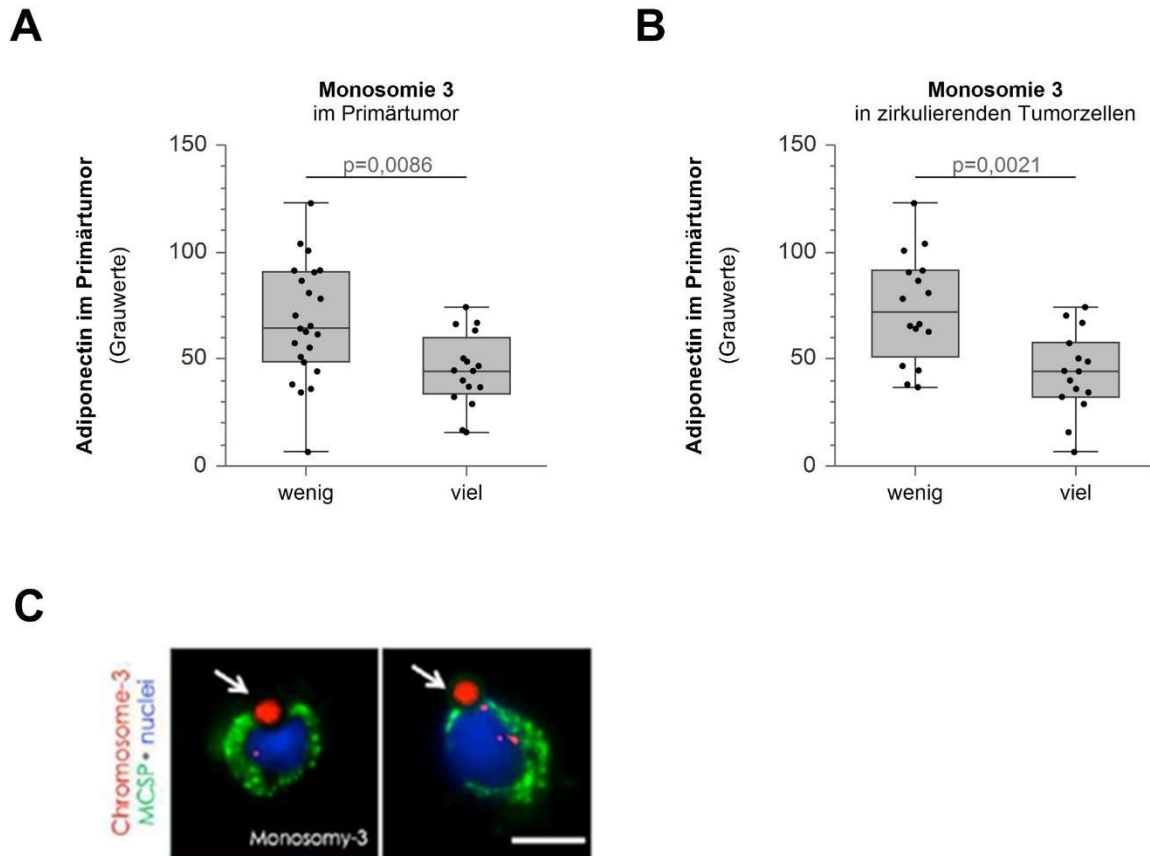 A
Monosomie 3
im Primärtumor
Adiponectin im Primärtumor
(Grauwerte)
150
100
50
0
p=0,0086
wenig
viel
B
Monosomie 3
in zirkulierenden Tumorzellen
Adiponectin im Primärtumor
(Grauwerte)
150
100
50
0
p=0,0021
wenig
viel
C
Chromosome-3
MCSP • nuclei
Monosomy-3